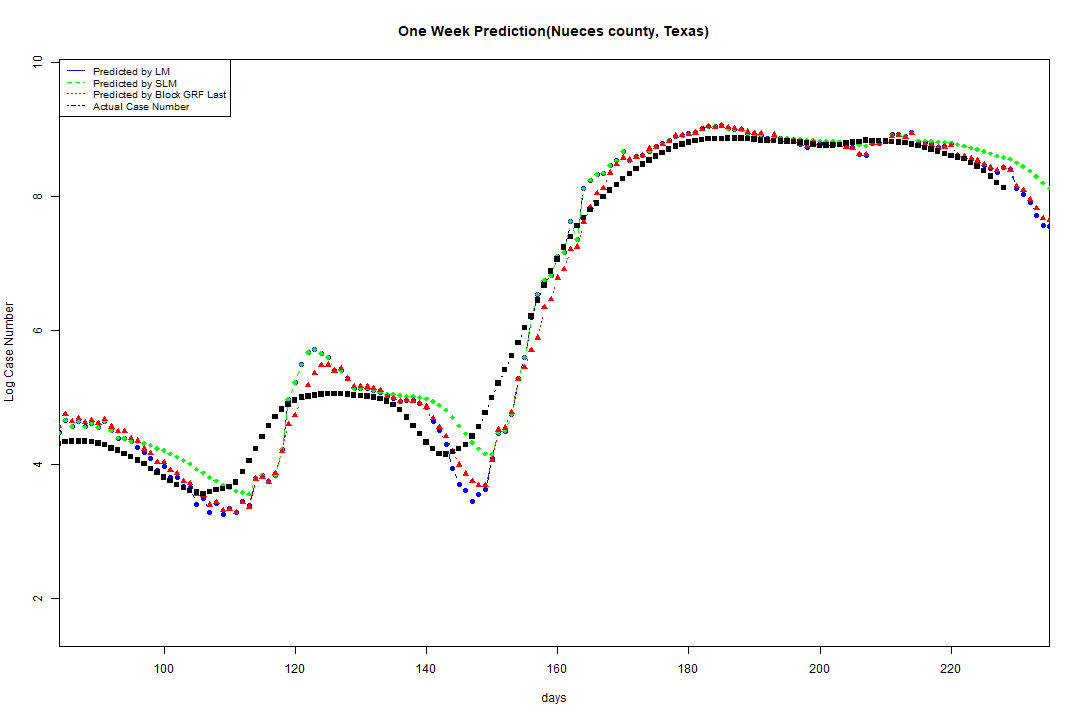 One Week Prediction(Nueces county, Texas)
Predicted by LM
Predicted by SLM
Predicted by Block GRF Last
Actual Case Number
Log Case Number
10
8
6
4
2
100 120 140 160 180 200 220
days